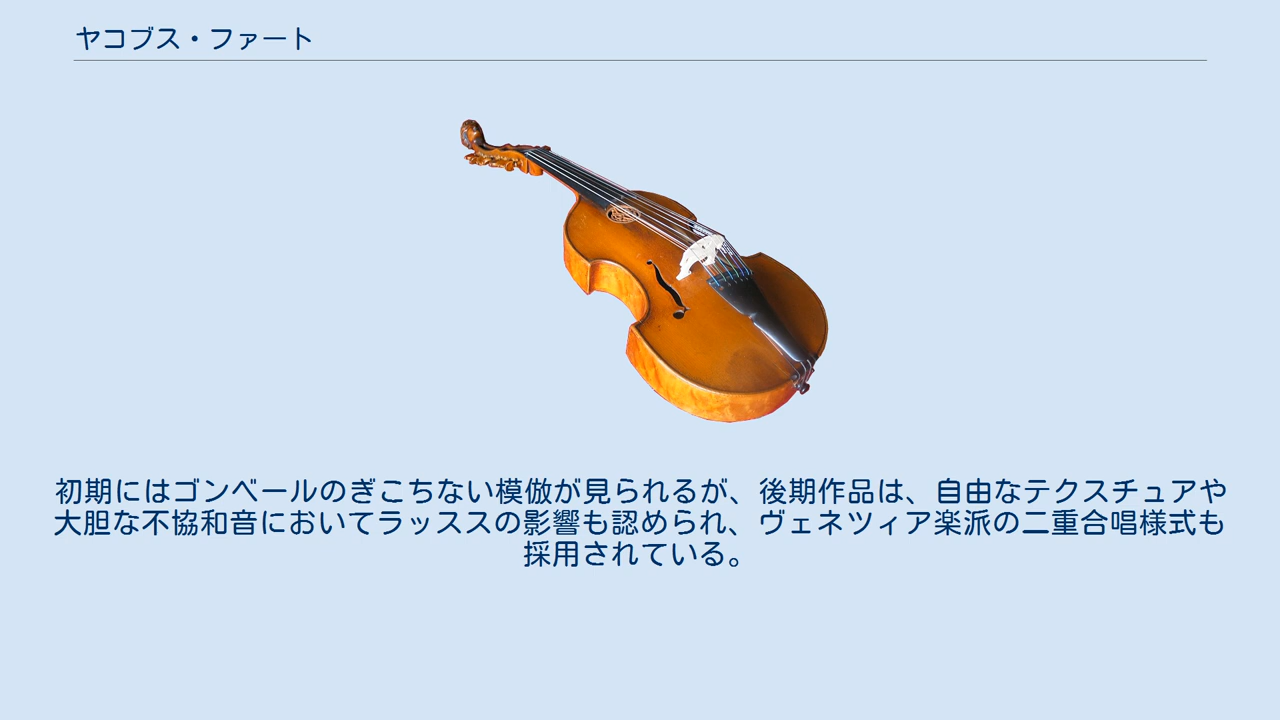 ヤコブス・ファート
初期にはゴンベールのぎこちない模倣が見られるが、後期作品は、自由なテクスチュアや
大胆な不協和音においてラッススの影響も認められ、ヴェネツィア楽派の二重合唱様式も
採用されている。